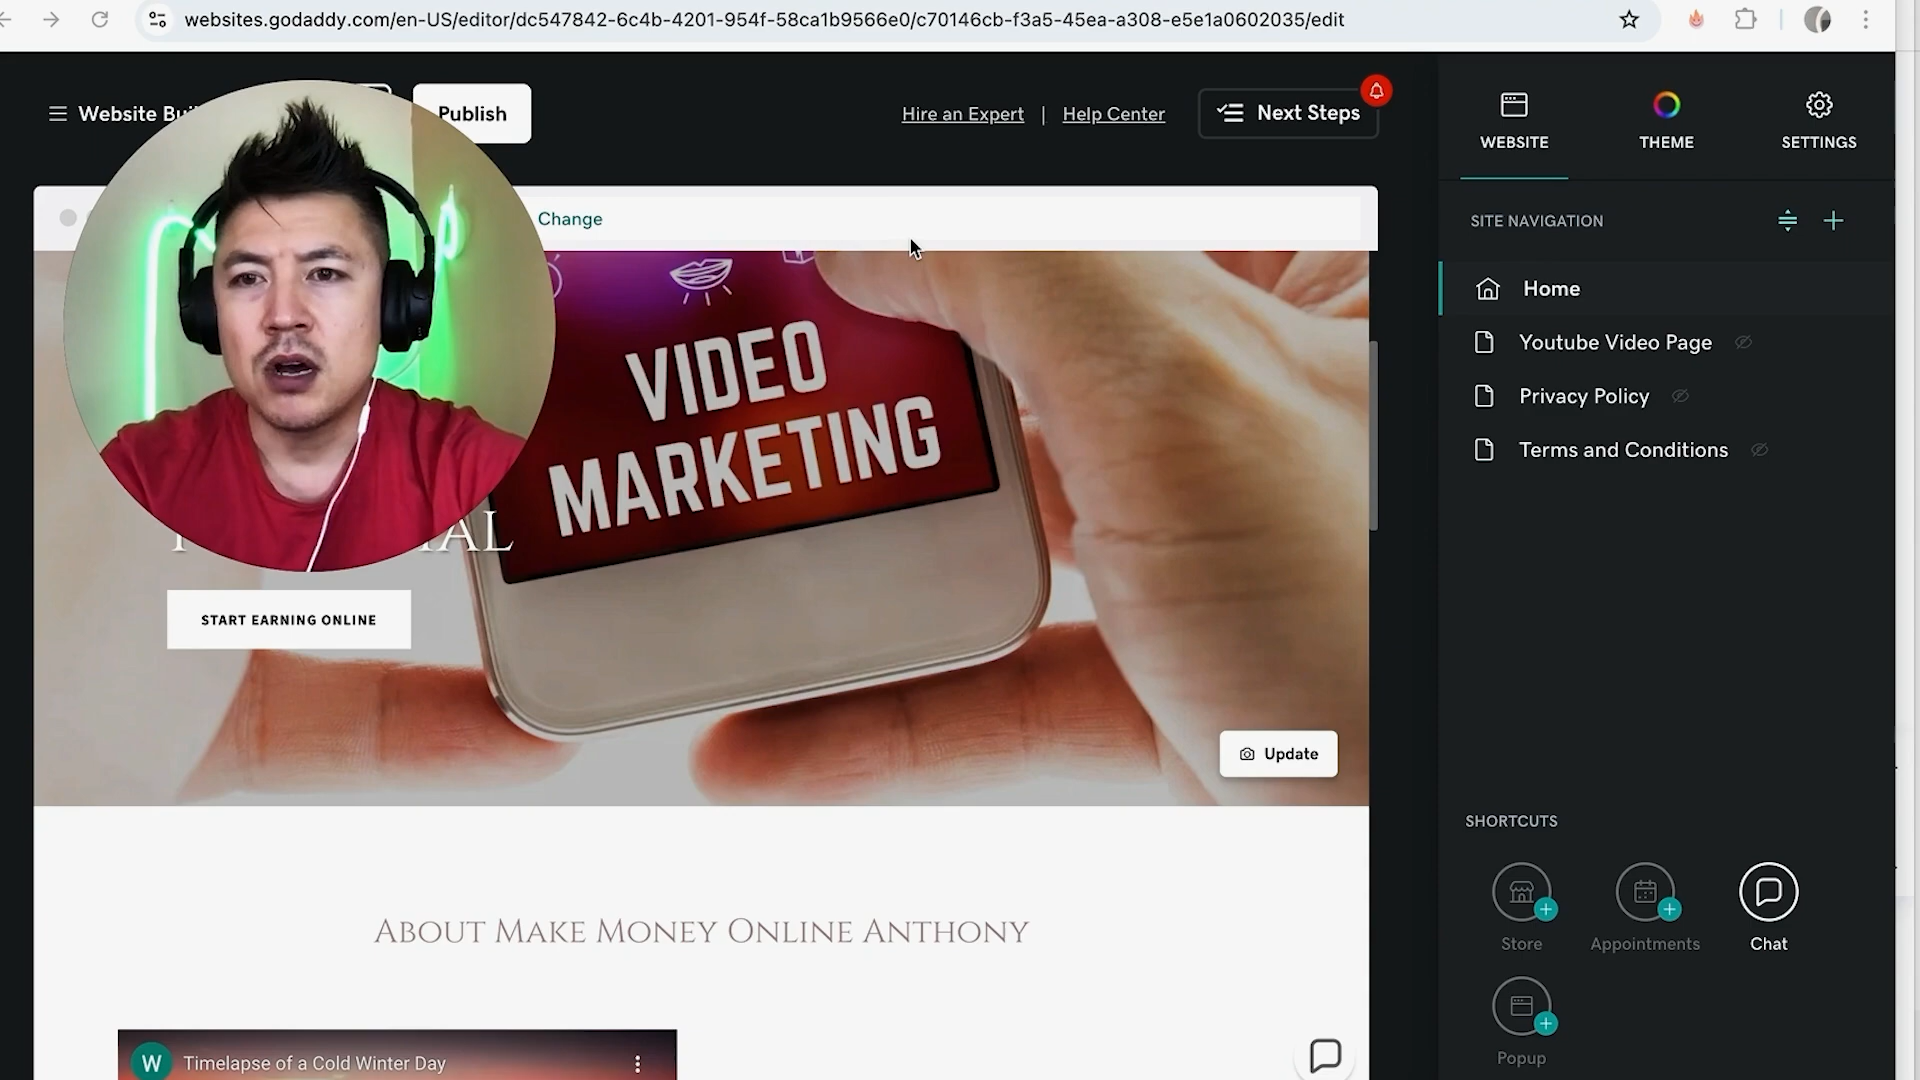 websites.godaddy.com/en-US/editor/dc547842-6c4b-4201-954f-58ca1b9566e0/c70146cb-f3a5-45ea-a308-e5e1a0602035/edit
Website
Publish
Hire an Expert | Help Center
Next Steps
WEBSITE
THEME
SETTINGS
Change
SITE NAVIGATION
Home
Youtube Video Page
Privacy Policy
Terms and Conditions
VIDEO
MARKETING
START EARNING ONLINE
Update
ABOUT MAKE MONEY ONLINE ANTHONY
W Timelapse of a Cold Winter Day
SHORTCUTS
Store
Appointments
Chat
Popup